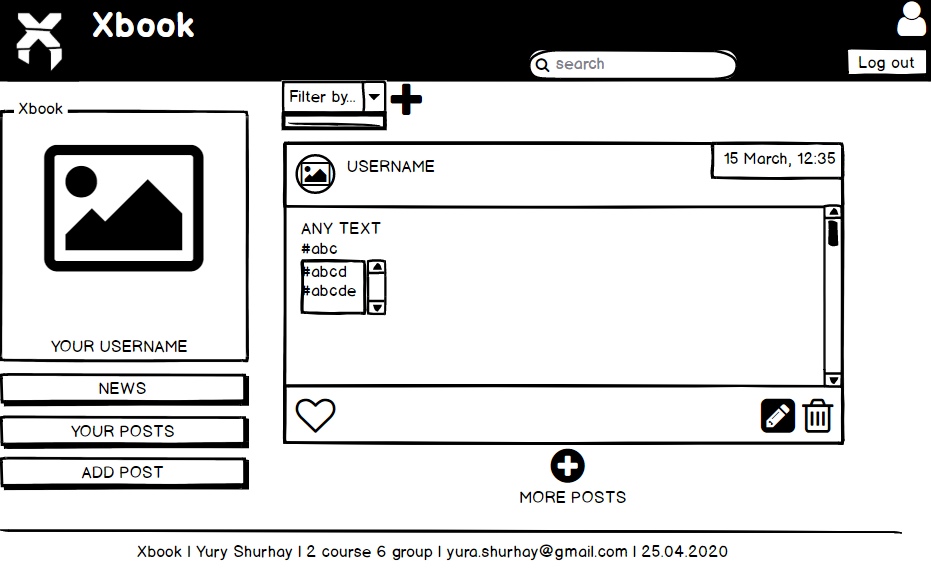 Xbook
search
Log out
Filter by...
Xbook
YOUR USERNAME
NEWS
YOUR POSTS
ADD POST
USERNAME
15 March, 12:35
ANY TEXT
#abc
#abcd
#abcde
MORE POSTS
Xbook | Yury Shurhay | 2 course 6 group | yura.shurhay@gmail.com | 25.04.2020